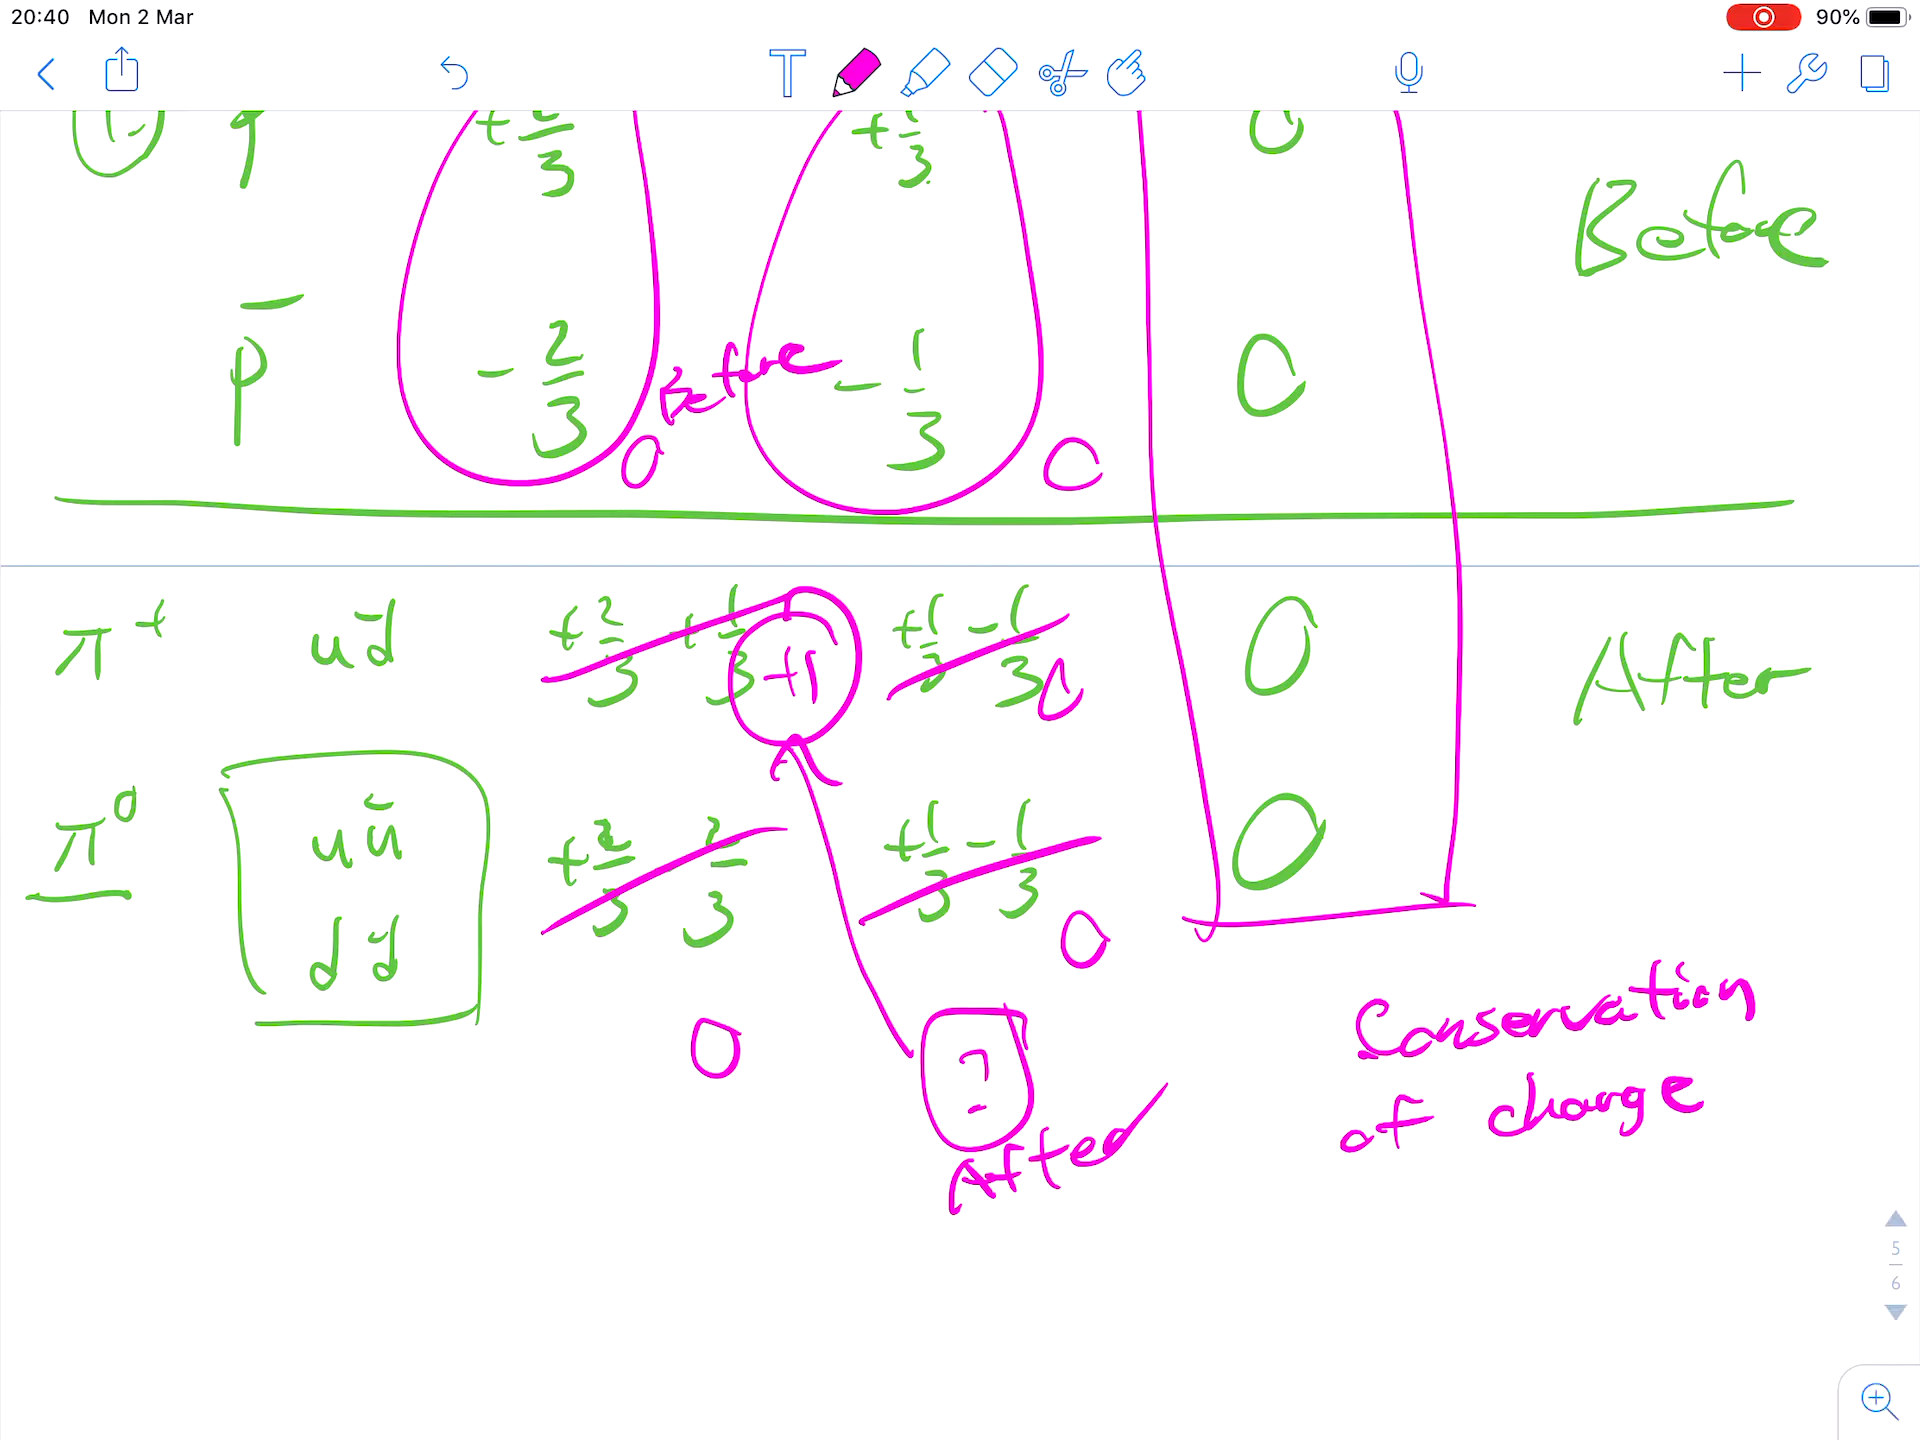 20:40 Mon 2 Mar 90%
T
+2/3 +1/3 0
Before
p̄ -2/3 Before -1/3 0
0 0
π⁺ ud̄ +2/3 +1/3 +1 +1/3 -1/3 0 0 After
π⁰ uū +2/3 2/3 +1/3 -1/3 0
dd̄ 0
0
?
After
Conservation
of charge
5
6